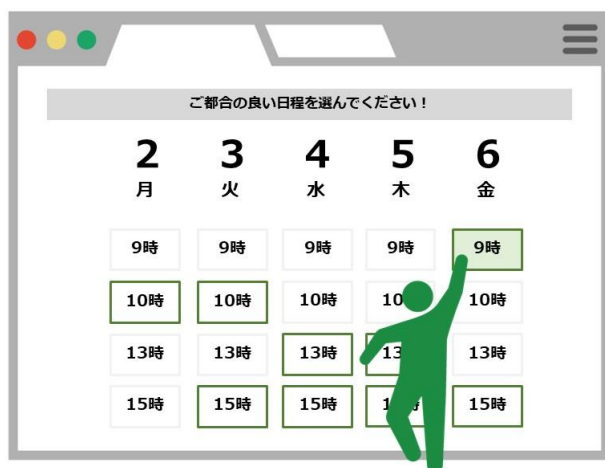 ご都合の良い日程を選んでください!
2 3 4 5 6
月 火 水 木 金
9時 9時 9時 9時 9時
10時 10時 10時 10 10時
13時 13時 13時 13 13時
15時 15時 15時 1 15時